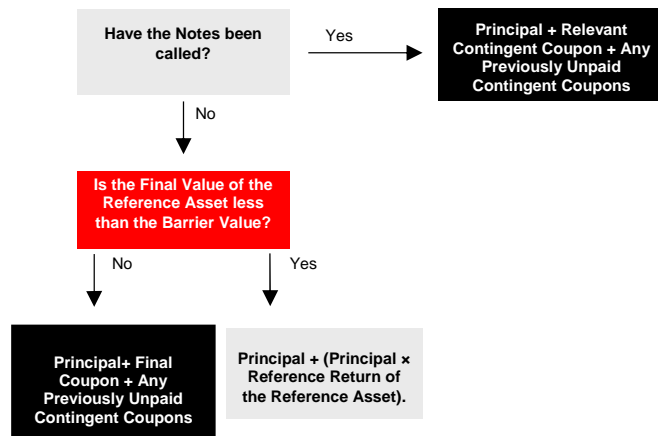 Have the Notes been
called?
Yes
Principal + Relevant
Contingent Coupon + Any
Previously Unpaid
Contingent Coupons
No
Is the Final Value of the
Reference Asset less
than the Barrier Value?
No
Yes
Principal+ Final
Coupon + Any
Previously Unpaid
Contingent Coupons
Principal + (Principal ×
Reference Return of
the Reference Asset).